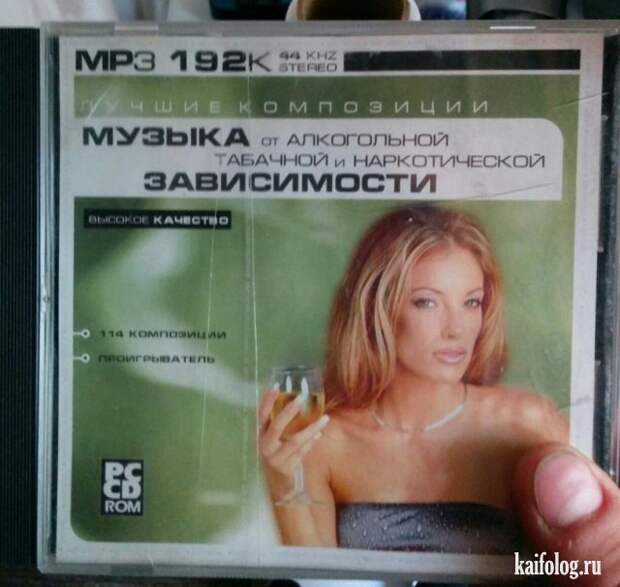 MP3 192K 44 KHZ STEREO
ЛУЧШИЕ КОМПОЗИЦИИ
МУЗЫКА ОТ АЛКОГОЛЬНОЙ
ТАБАЧНОЙ И НАРКОТИЧЕСКОЙ
ЗАВИСИМОСТИ
ВЫСОКОЕ КАЧЕСТВО
114 КОМПОЗИЦИЙ
ПРОИГРЫВАТЕЛЬ
PC
CD
ROM
kaifolog.ru